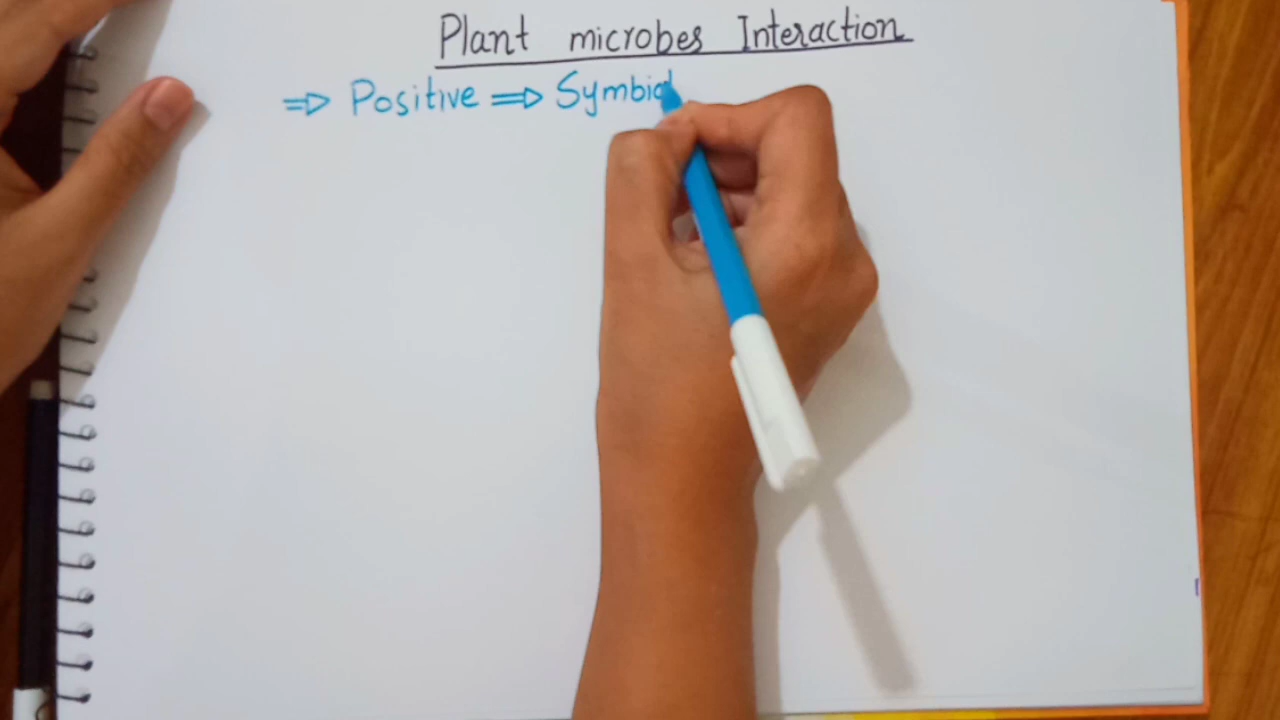 Plant microbes Interaction
⇒ Positive ⇒ Symbio